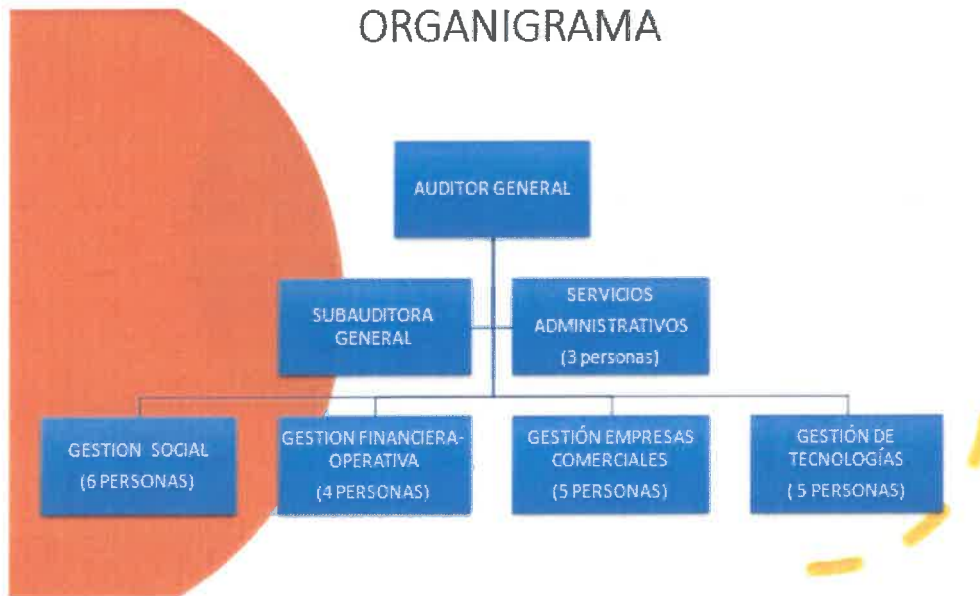 ORGANIGRAMA
AUDITOR GENERAL
SUBAUDITORA
GENERAL
SERVICIOS
ADMINISTRATIVOS
(3 personas)
GESTION SOCIAL
(6 PERSONAS)
GESTION FINANCIERA-
OPERATIVA
(4 PERSONAS)
GESTIÓN EMPRESAS
COMERCIALES
(5 PERSONAS)
GESTIÓN DE
TECNOLOGÍAS
( 5 PERSONAS)